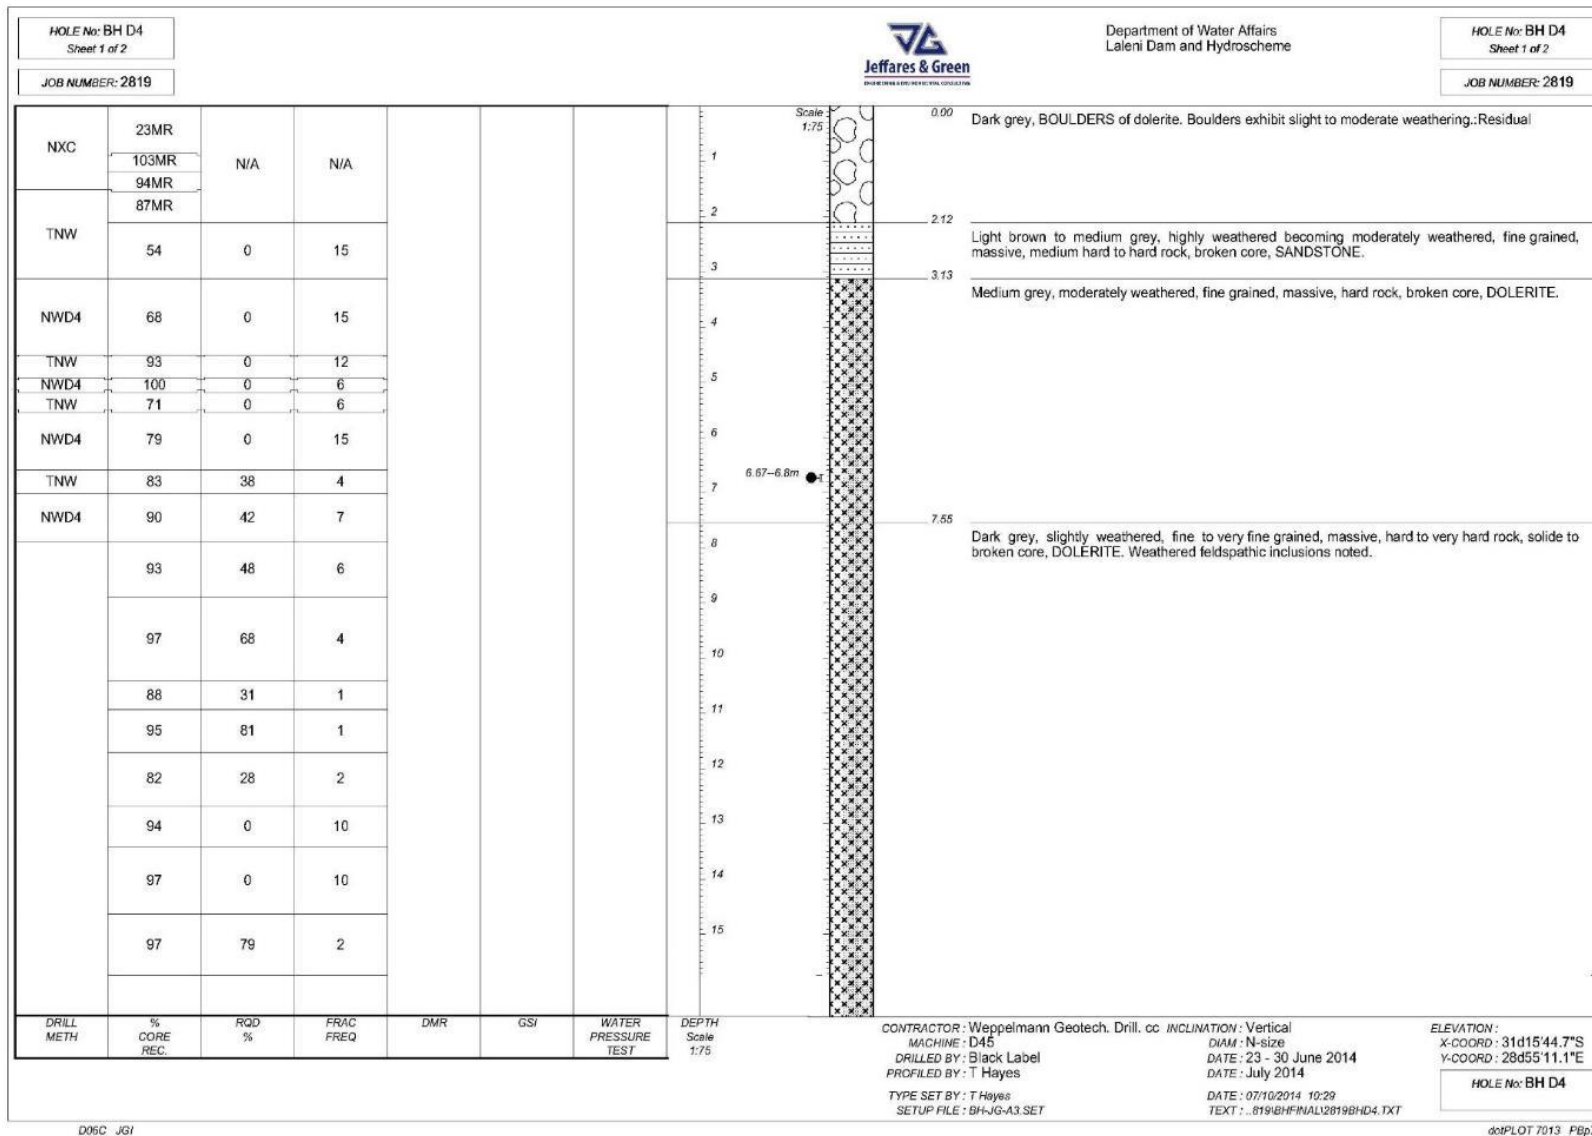 HOLE No: BH D4
Sheet 1 of 2
JOB NUMBER: 2819
JG
Jeffares & Green
ENGINEERING & ENVIRONMENTAL CONSULTING
Department of Water Affairs
Laleni Dam and Hydroscheme
HOLE No: BH D4
Sheet 1 of 2
JOB NUMBER: 2819
NXC
23MR
103MR
94MR
87MR
N/A
N/A
TNW
54 0 15
NWD4 68 0 15
TNW 93 0 12
NWD4 100 0 6
TNW 71 0 6
NWD4 79 0 15
TNW 83 38 4
NWD4 90 42 7
93 48 6
97 68 4
88 31 1
95 81 1
82 28 2
94 0 10
97 0 10
97 79 2
DRILL METH
% CORE REC.
RQD %
FRAC FREQ
DMR
GSI
WATER PRESSURE TEST
DEPTH Scale 1:75
Scale 1:75
1
2
3
4
5
6
7
8
9
10
11
12
13
14
15
6.67--6.8m
I
0.00
Dark grey, BOULDERS of dolerite. Boulders exhibit slight to moderate weathering.:Residual
2.12
Light brown to medium grey, highly weathered becoming moderately weathered, fine grained,
massive, medium hard to hard rock, broken core, SANDSTONE.
3.13
Medium grey, moderately weathered, fine grained, massive, hard rock, broken core, DOLERITE.
7.55
Dark grey, slightly weathered, fine to very fine grained, massive, hard to very hard rock, solide to
broken core, DOLERITE. Weathered feldspathic inclusions noted.
CONTRACTOR : Weppelmann Geotech. Drill. cc
MACHINE : D45
DRILLED BY : Black Label
PROFILED BY : T Hayes
TYPE SET BY : T Hayes
SETUP FILE : BH-JG-A3.SET
INCLINATION : Vertical
DIAM : N-size
DATE : 23 - 30 June 2014
DATE : July 2014
DATE : 07/10/2014 10:29
TEXT : ..819\BHFINAL\2819BHD4.TXT
ELEVATION :
X-COORD : 31d15'44.7"S
Y-COORD : 28d55'11.1"E
HOLE No: BH D4
D06C JGI
dotPLOT 7013